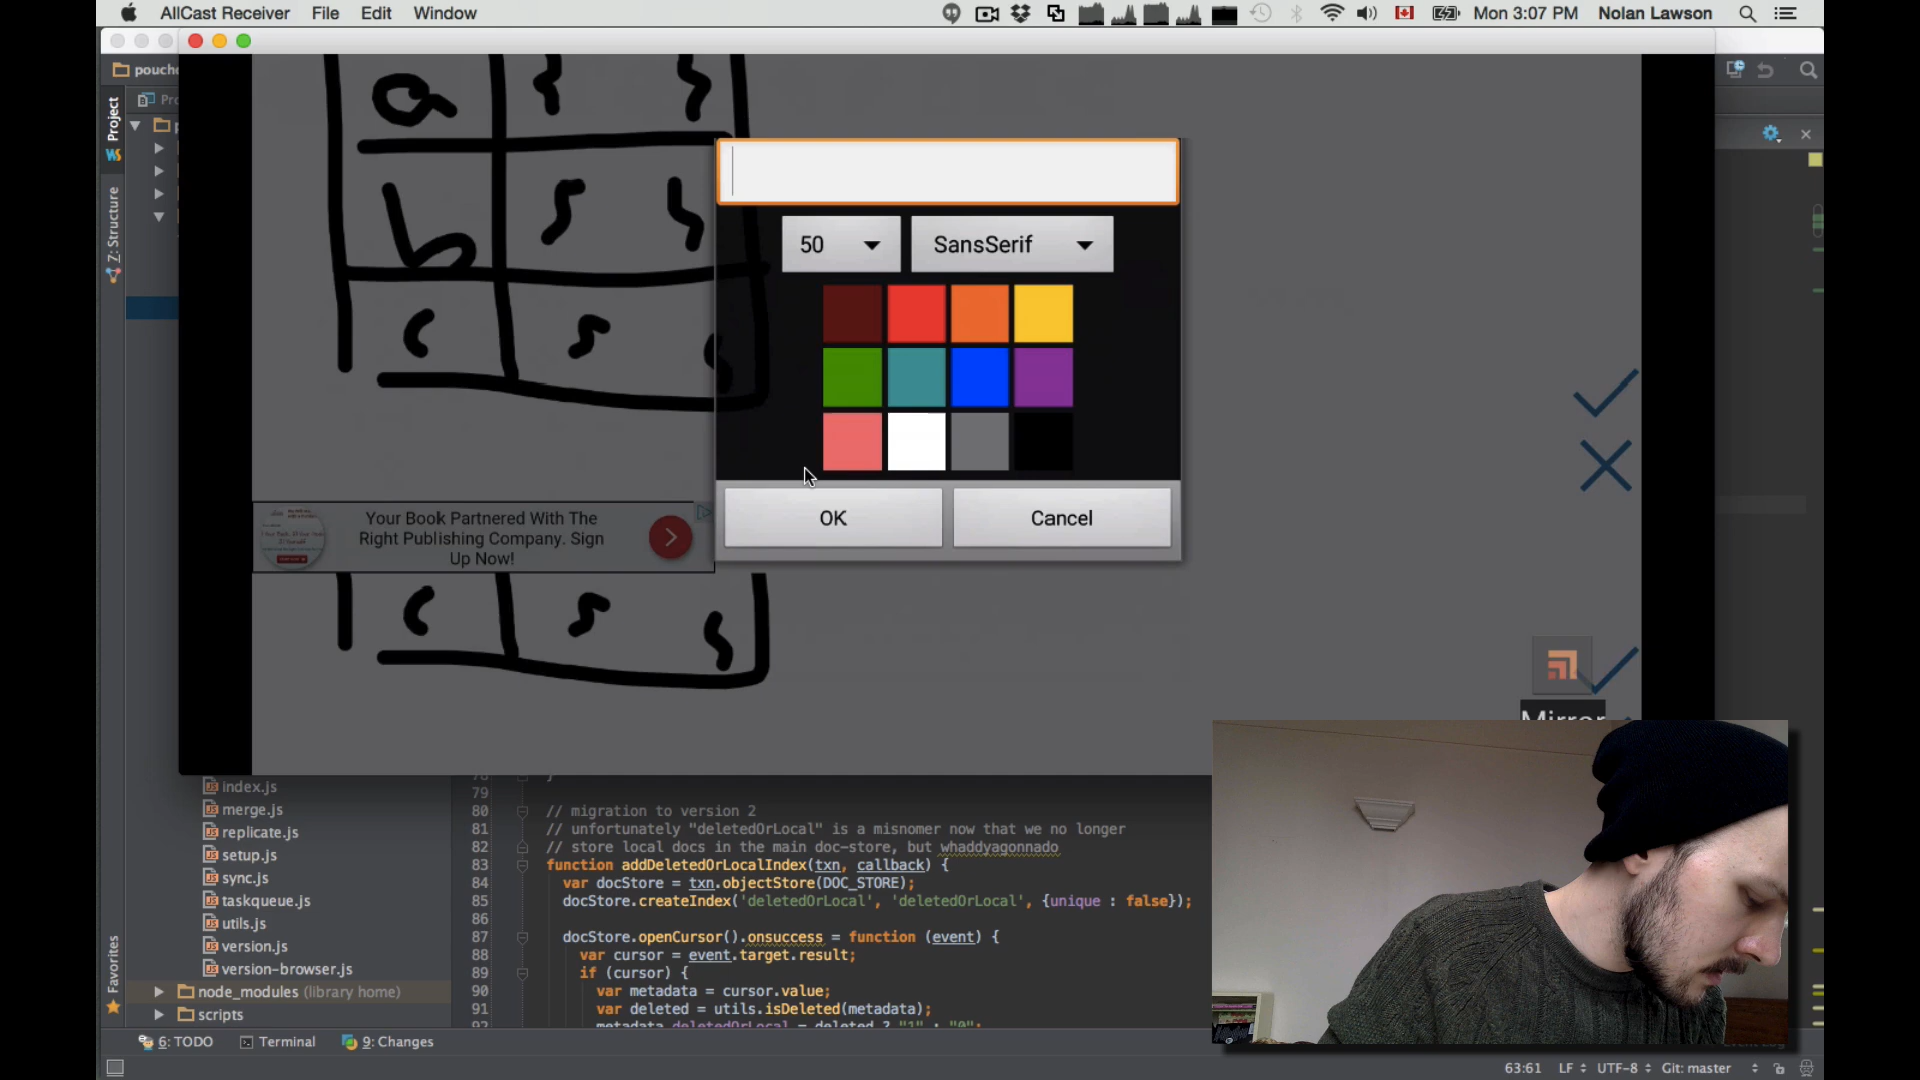 AllCast Receiver File Edit Window Mon 3:07 PM Nolan Lawson
Project
7: Structure
Favorites
a { }
b
c
50 SansSerif
OK Cancel
Your Book Partnered With The
Right Publishing Company. Sign
Up Now!
c
index.js
merge.js
replicate.js
setup.js
sync.js
taskqueue.js
utils.js
version.js
version-browser.js
node_modules (library home)
scripts
79
80 // migration to version 2
81 // unfortunately "deletedOrLocal" is a misnomer now that we no longer
82 // store local docs in the main doc-store, but whaddyagonnado
83 function addDeletedOrLocalIndex(txn, callback) {
84 var docStore = txn.objectStore(DOC_STORE);
85 docStore.createIndex('deletedOrLocal', 'deletedOrLocal', {unique : false});
86
87 docStore.openCursor().onsuccess = function (event) {
88 var cursor = event.target.result;
89 if (cursor) {
90 var metadata = cursor.value;
91 var deleted = utils.isDeleted(metadata);
92 metadata.deletedOrLocal = deleted ? "1" : "0";
6: TODO Terminal 9: Changes
63:61 LF UTF-8 Git: master